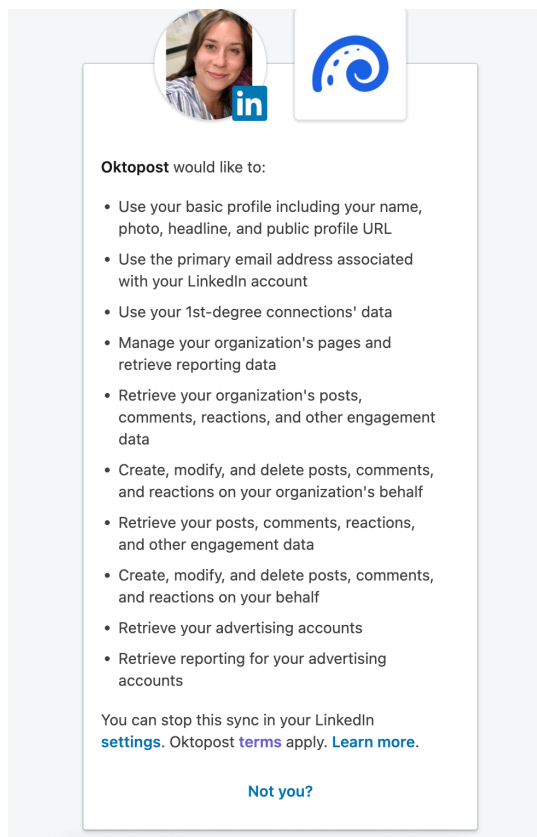 in
Oktopost would like to:
• Use your basic profile including your name,
photo, headline, and public profile URL
• Use the primary email address associated
with your LinkedIn account
• Use your 1st-degree connections' data
• Manage your organization's pages and
retrieve reporting data
• Retrieve your organization's posts,
comments, reactions, and other engagement
data
• Create, modify, and delete posts, comments,
and reactions on your organization's behalf
• Retrieve your posts, comments, reactions,
and other engagement data
• Create, modify, and delete posts, comments,
and reactions on your behalf
• Retrieve your advertising accounts
• Retrieve reporting for your advertising
accounts
You can stop this sync in your LinkedIn
settings. Oktopost terms apply. Learn more.
Not you?